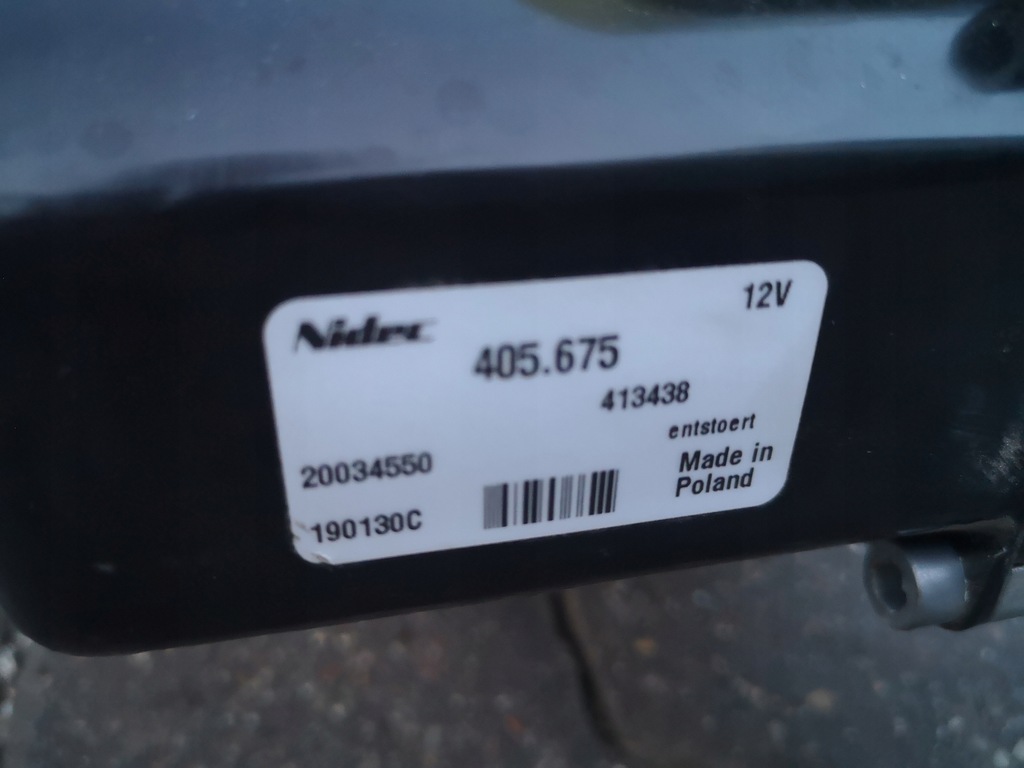 Nidec
12V
405.675
413438
entstoert
20034550
Made in
Poland
190130C